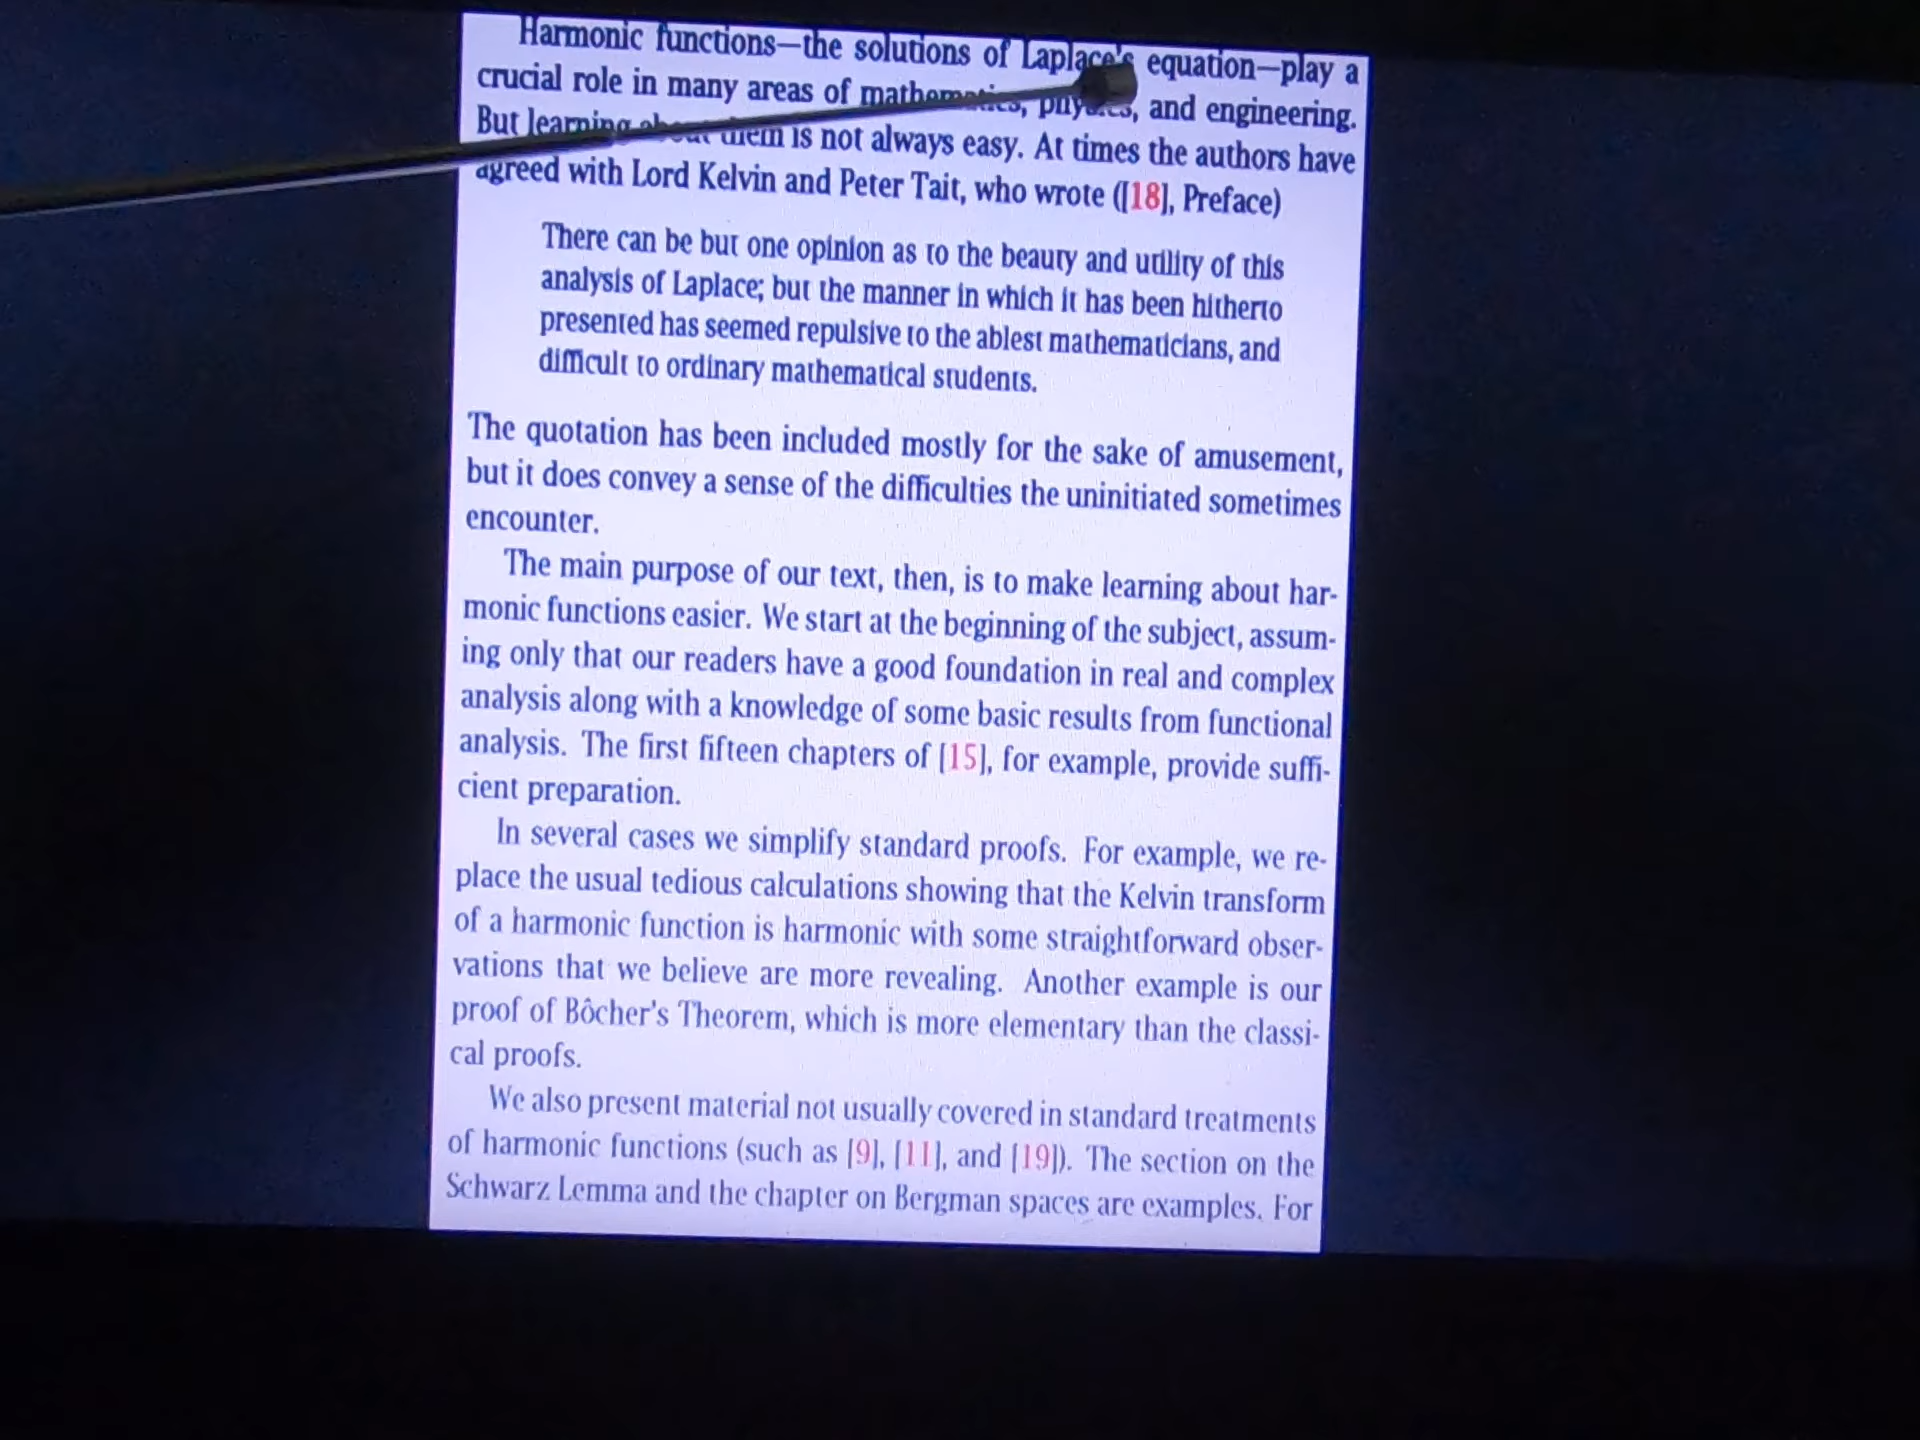 Harmonic functions—the solutions of Laplace's equation—play a
crucial role in many areas of mathematics, physics, and engineering.
But learning about them is not always easy. At times the authors have
agreed with Lord Kelvin and Peter Tait, who wrote ([18], Preface)
There can be but one opinion as to the beauty and utility of this
analysis of Laplace; but the manner in which it has been hitherto
presented has seemed repulsive to the ablest mathematicians, and
difficult to ordinary mathematical students.
The quotation has been included mostly for the sake of amusement,
but it does convey a sense of the difficulties the uninitiated sometimes
encounter.
The main purpose of our text, then, is to make learning about har-
monic functions easier. We start at the beginning of the subject, assum-
ing only that our readers have a good foundation in real and complex
analysis along with a knowledge of some basic results from functional
analysis. The first fifteen chapters of [15], for example, provide suffi-
cient preparation.
In several cases we simplify standard proofs. For example, we re-
place the usual tedious calculations showing that the Kelvin transform
of a harmonic function is harmonic with some straightforward obser-
vations that we believe are more revealing. Another example is our
proof of Bôcher's Theorem, which is more elementary than the classi-
cal proofs.
We also present material not usually covered in standard treatments
of harmonic functions (such as [9], [11], and [19]). The section on the
Schwarz Lemma and the chapter on Bergman spaces are examples. For